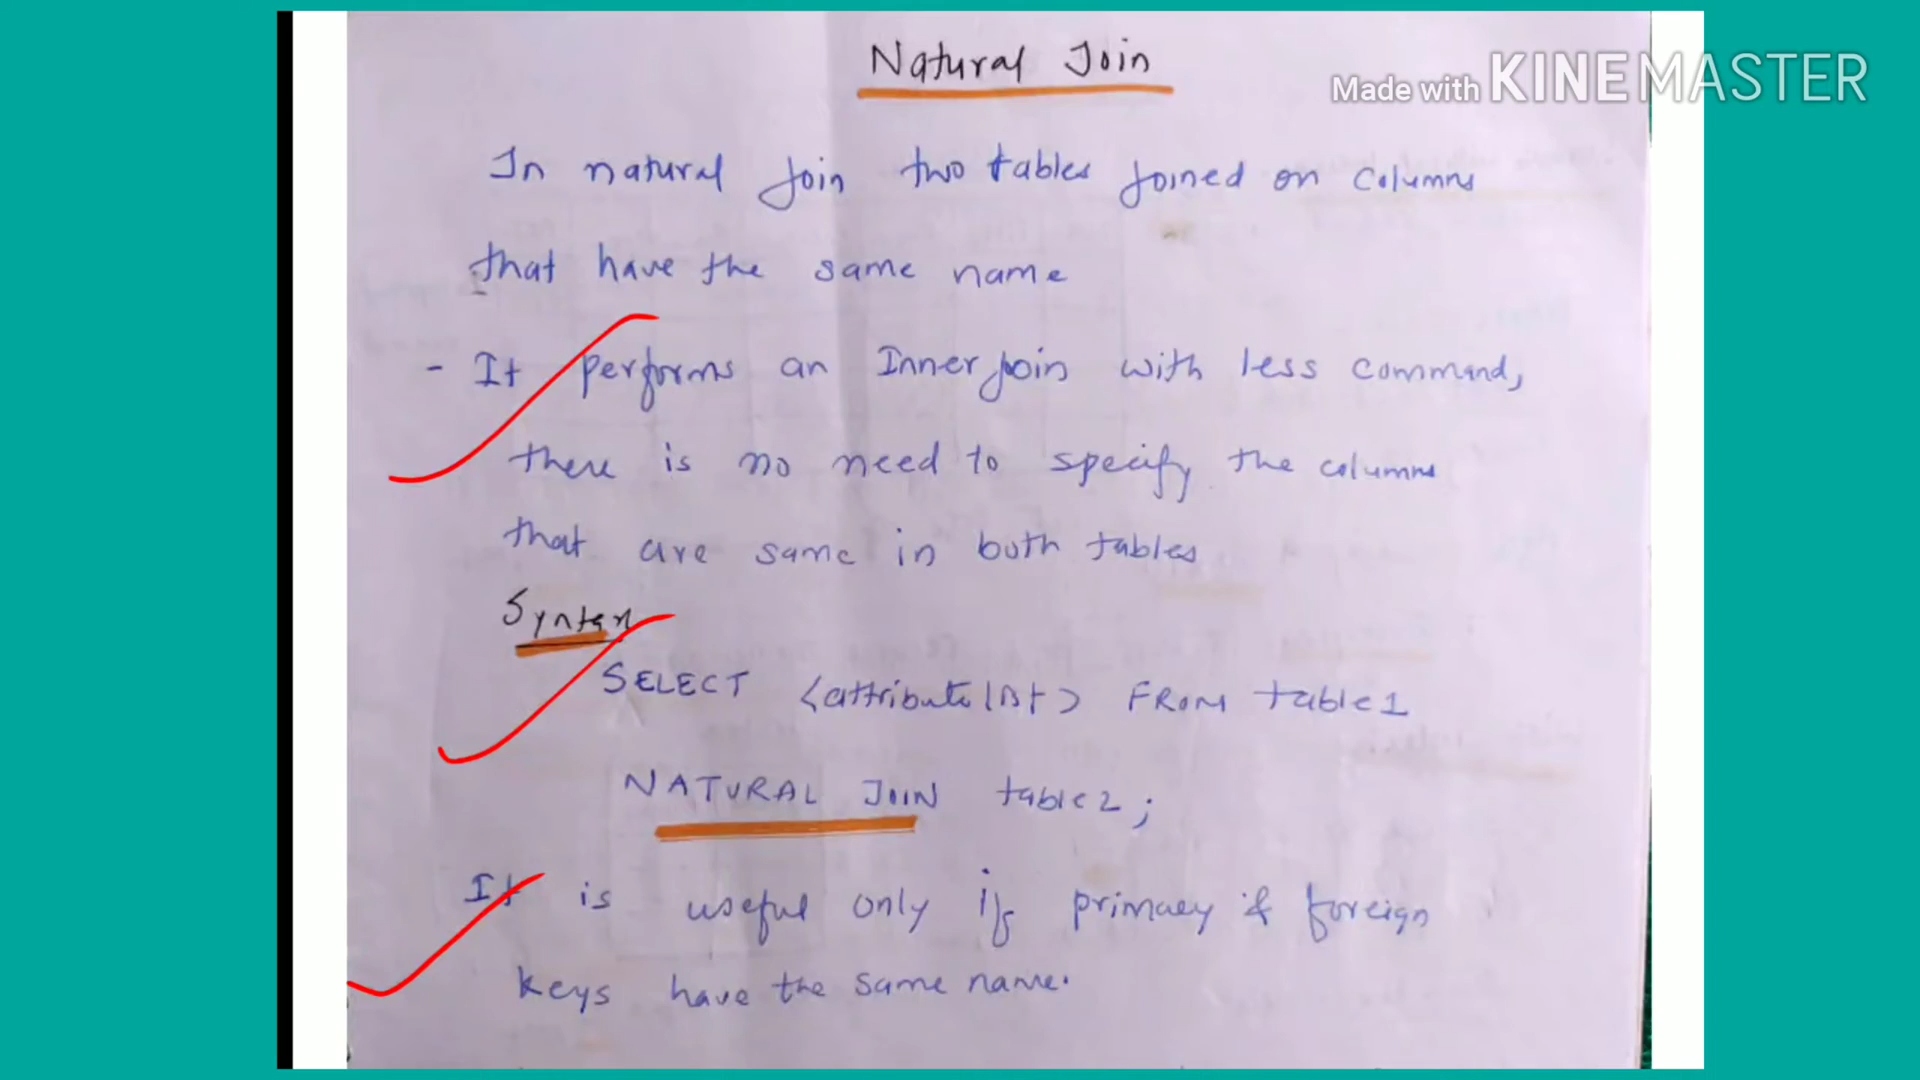 Natural Join
Made with KINEMASTER
In natural join two tables joined on columns
that have the same name
- It performs an Inner join with less command,
there is no need to specify the columns
that are same in both tables
Syntax
SELECT <attribute list> FROM table1
NATURAL JOIN table2;
It is useful only if primary & foreign
keys have the same name.